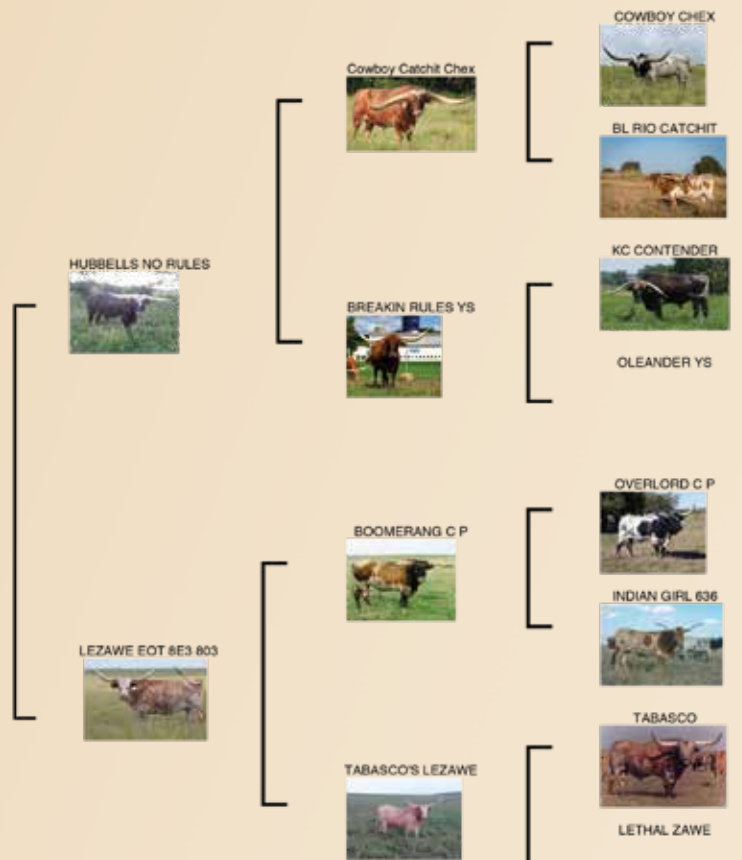 COWBOY CHEX
Cowboy Catchit Chex
BL RIO CATCHIT
HUBBELLS NO RULES
KC CONTENDER
BREAKIN RULES YS
OLEANDER YS
OVERLORD C P
BOOMERANG C P
INDIAN GIRL 636
LEZAWE EOT 8E3 803
TABASCO
TABASCO'S LEZAWE
LETHAL ZAWE